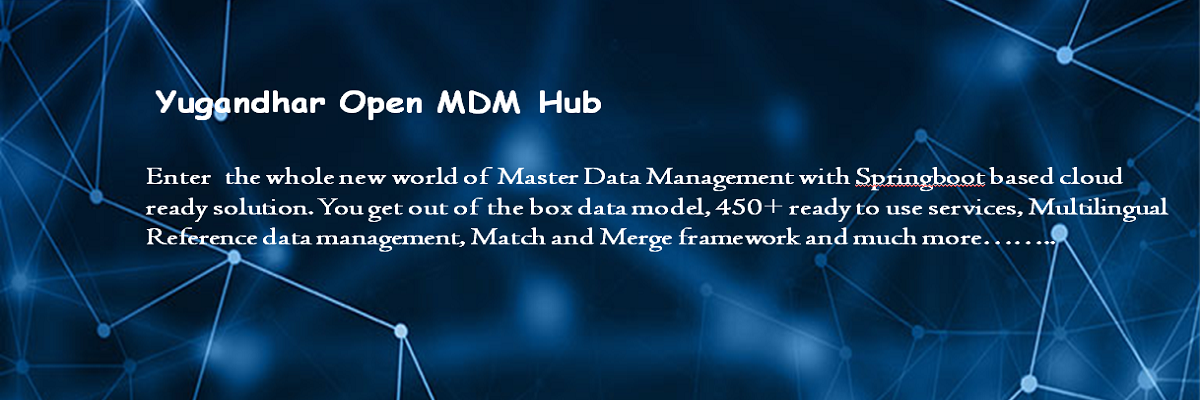 Yugandhar Open MDM Hub
Enter the whole new world of Master Data Management with Springboot based cloud
ready solution. You get out of the box data model, 450+ ready to use services, Multilingual
Reference data management, Match and Merge framework and much more........